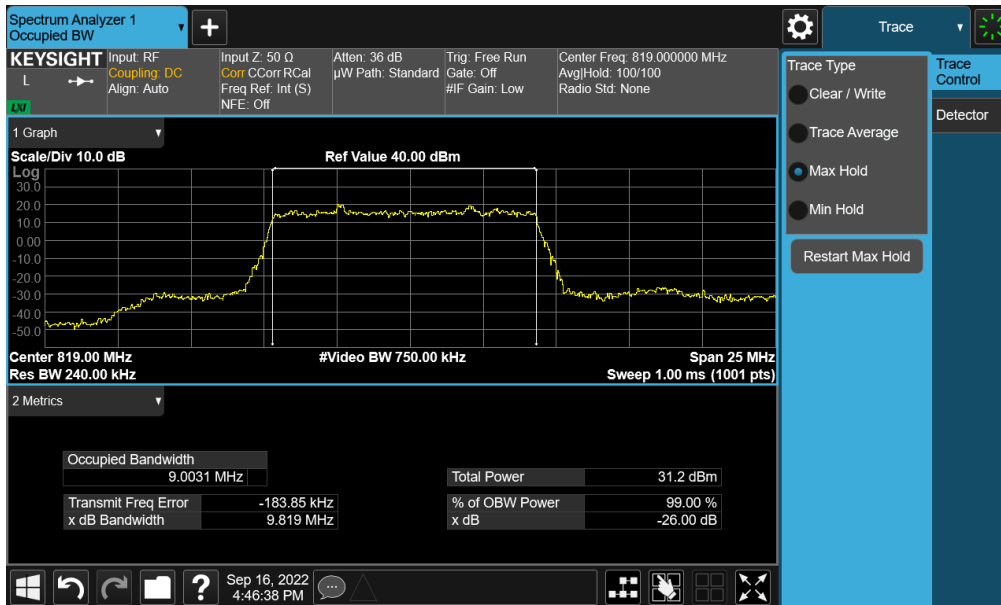 Spectrum Analyzer 1
Occupied BW
+
Trace
KEYSIGHT
L
LXI
Input: RF
Coupling: DC
Align: Auto
Input Z: 50 Ω
Corr CCorr RCal
Freq Ref: Int (S)
NFE: Off
Atten: 36 dB
µW Path: Standard
Trig: Free Run
Gate: Off
#IF Gain: Low
Center Freq: 819.000000 MHz
Avg|Hold: 100/100
Radio Std: None
Trace Type
Clear / Write
Trace Average
Max Hold
Min Hold
Restart Max Hold
Trace
Control
Detector
1 Graph
Scale/Div 10.0 dB
Ref Value 40.00 dBm
Log
30.0
20.0
10.0
0.00
-10.0
-20.0
-30.0
-40.0
-50.0
Center 819.00 MHz
#Video BW 750.00 kHz
Span 25 MHz
Res BW 240.00 kHz
Sweep 1.00 ms (1001 pts)
2 Metrics
Occupied Bandwidth
9.0031 MHz
Total Power 31.2 dBm
Transmit Freq Error -183.85 kHz
% of OBW Power 99.00 %
x dB Bandwidth 9.819 MHz
x dB -26.00 dB
?
Sep 16, 2022
4:46:38 PM